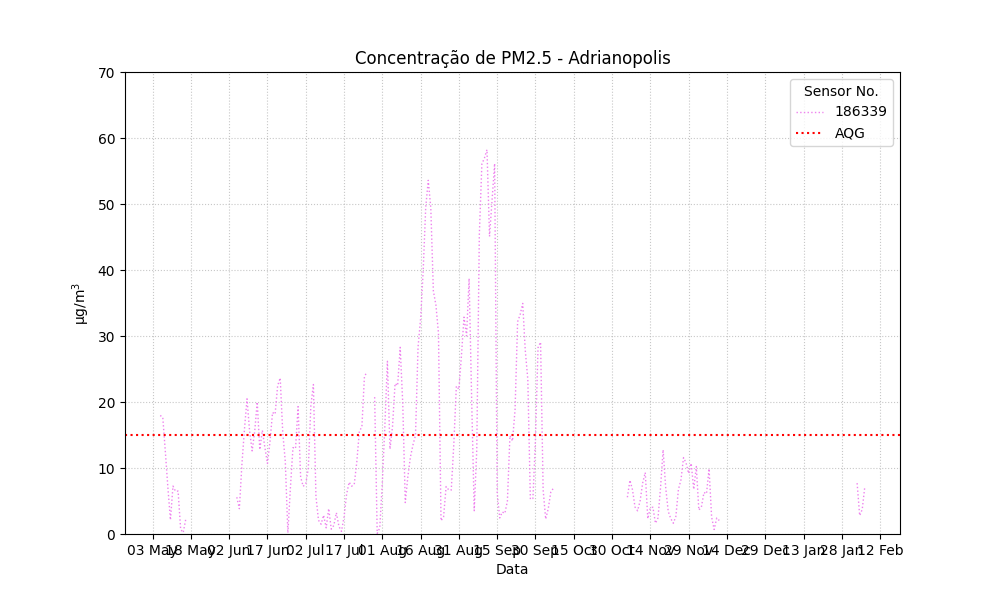 Concentração de PM2.5 - Adrianopolis
Sensor No.
186339
AQG
70
60
50
40
30
20
10
0
µg/m³
03 May 18 May 02 Jun 17 Jun 02 Jul 17 Jul 01 Aug 16 Aug 31 Aug 15 Sep 30 Sep 15 Oct 30 Oct 14 Nov 29 Nov 14 Dec 29 Dec 13 Jan 28 Jan 12 Feb
Data